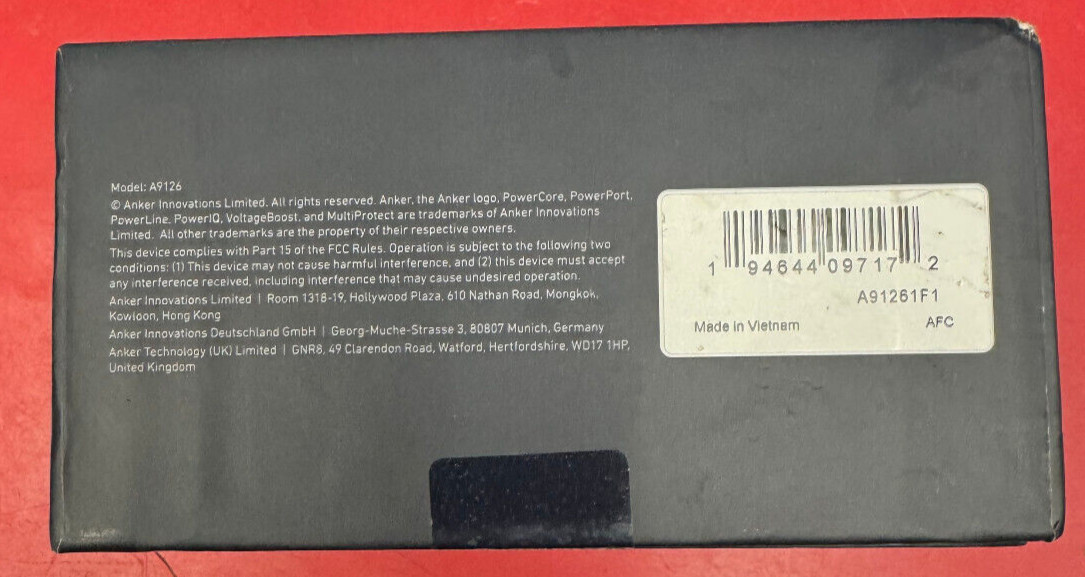 Model: A9126
© Anker Innovations Limited. All rights reserved. Anker, the Anker logo, PowerCore, PowerPort,
PowerLine, PowerIQ, VoltageBoost, and MultiProtect are trademarks of Anker Innovations
Limited. All other trademarks are the property of their respective owners.
This device complies with Part 15 of the FCC Rules. Operation is subject to the following two
conditions: (1) This device may not cause harmful interference, and (2) this device must accept
any interference received, including interference that may cause undesired operation.
Anker Innovations Limited | Room 1318-19, Hollywood Plaza, 610 Nathan Road, Mongkok,
Kowloon, Hong Kong
Anker Innovations Deutschland GmbH | Georg-Muche-Strasse 3, 80807 Munich, Germany
Anker Technology (UK) Limited | GNR8, 49 Clarendon Road, Watford, Hertfordshire, WD17 1HP,
United Kingdom
1 94644 09717 2
A91261F1
Made in Vietnam
AFC